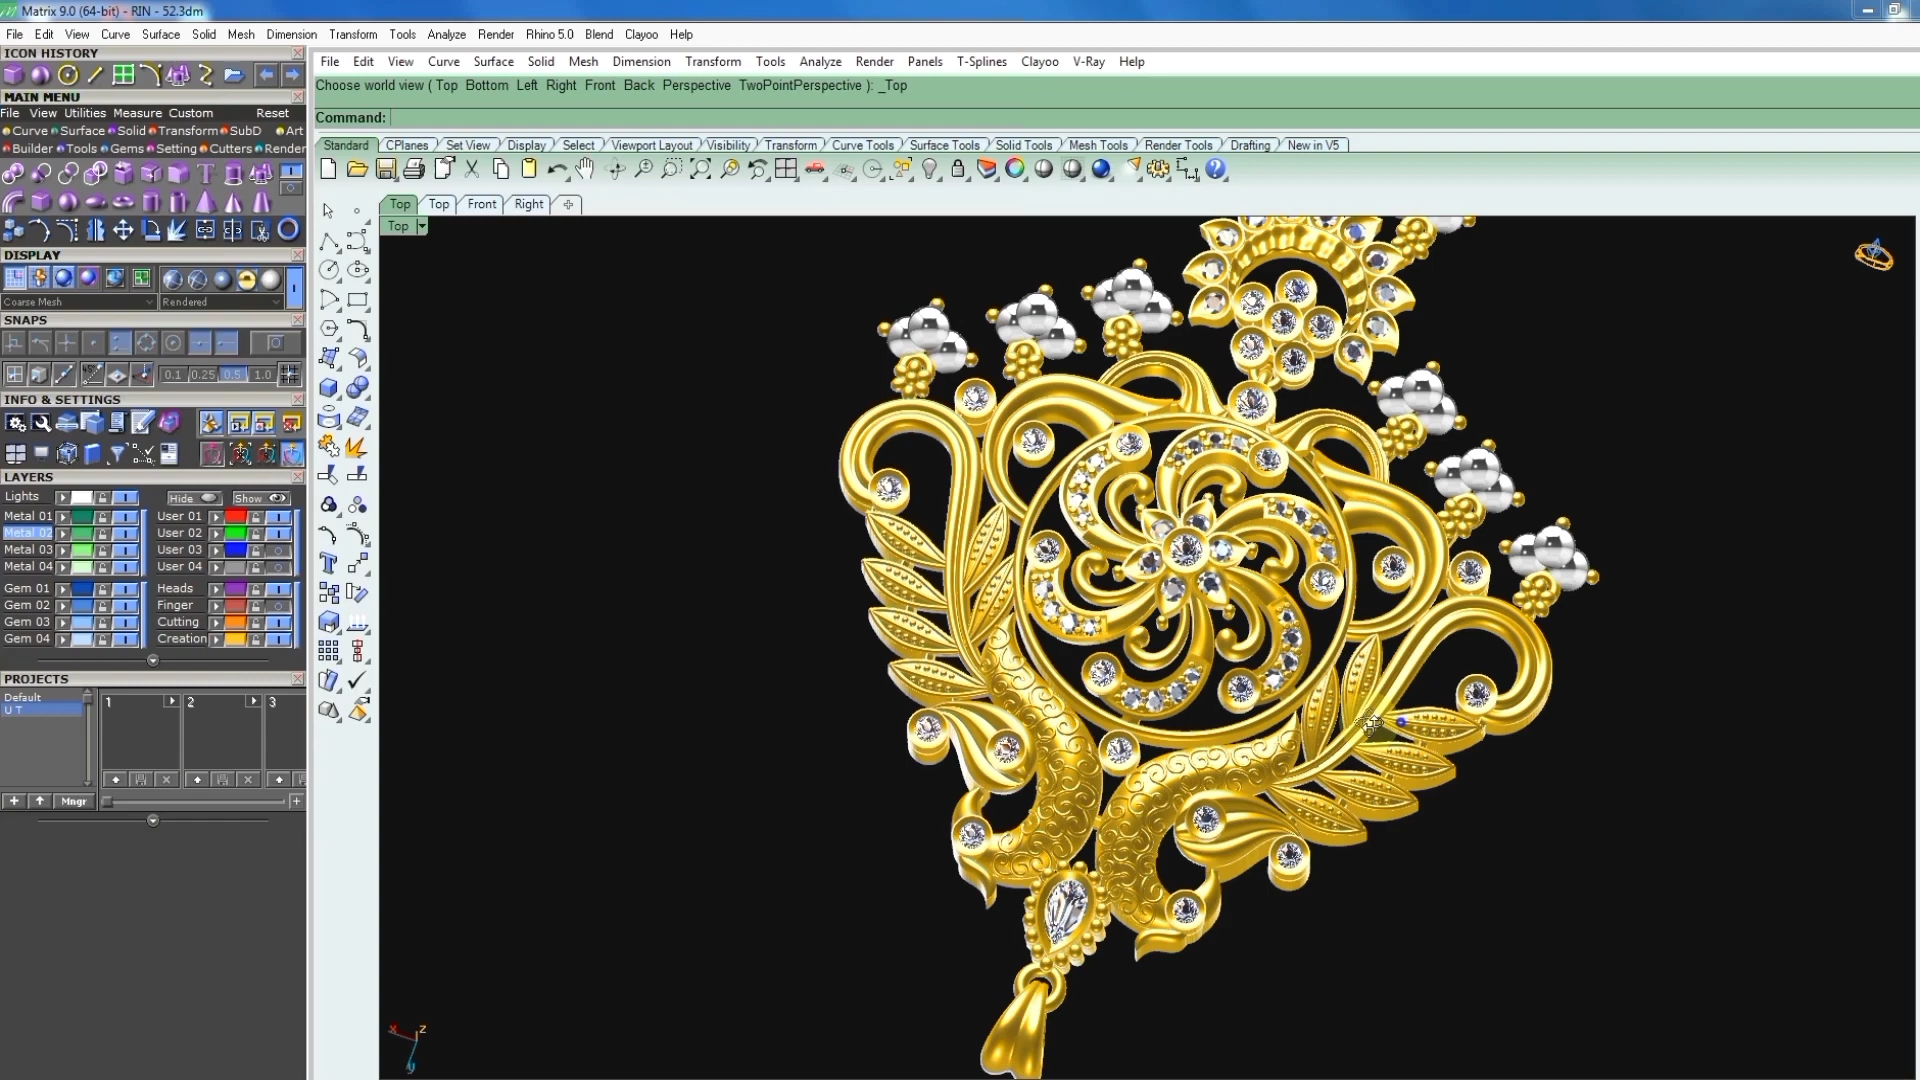 Matrix 9.0 (64-bit) - RIN - 52.3dm
File Edit View Curve Surface Solid Mesh Dimension Transform Tools Analyze Render Rhino 5.0 Blend Clayoo Help
ICON HISTORY
MAIN MENU
File View Utilities Measure Custom Reset
Curve Surface Solid Transform SubD Art
Builder Tools Gems Setting Cutters Render
DISPLAY
Coarse Mesh Rendered
SNAPS
0.1 0.25 0.5 1.0
INFO & SETTINGS
LAYERS
Lights Hide Show
Metal 01 User 01
Metal 02 User 02
Metal 03 User 03
Metal 04 User 04
Gem 01 Heads
Gem 02 Finger
Gem 03 Cutting
Gem 04 Creation
PROJECTS
Default
U T
1 2 3
Mngr
File Edit View Curve Surface Solid Mesh Dimension Transform Tools Analyze Render Panels T-Splines Clayoo V-Ray Help
Choose world view ( Top Bottom Left Right Front Back Perspective TwoPointPerspective ): _Top
Command:
Standard CPlanes Set View Display Select Viewport Layout Visibility Transform Curve Tools Surface Tools Solid Tools Mesh Tools Render Tools Drafting New in V5
Top Top Front Right
Top
x z
y